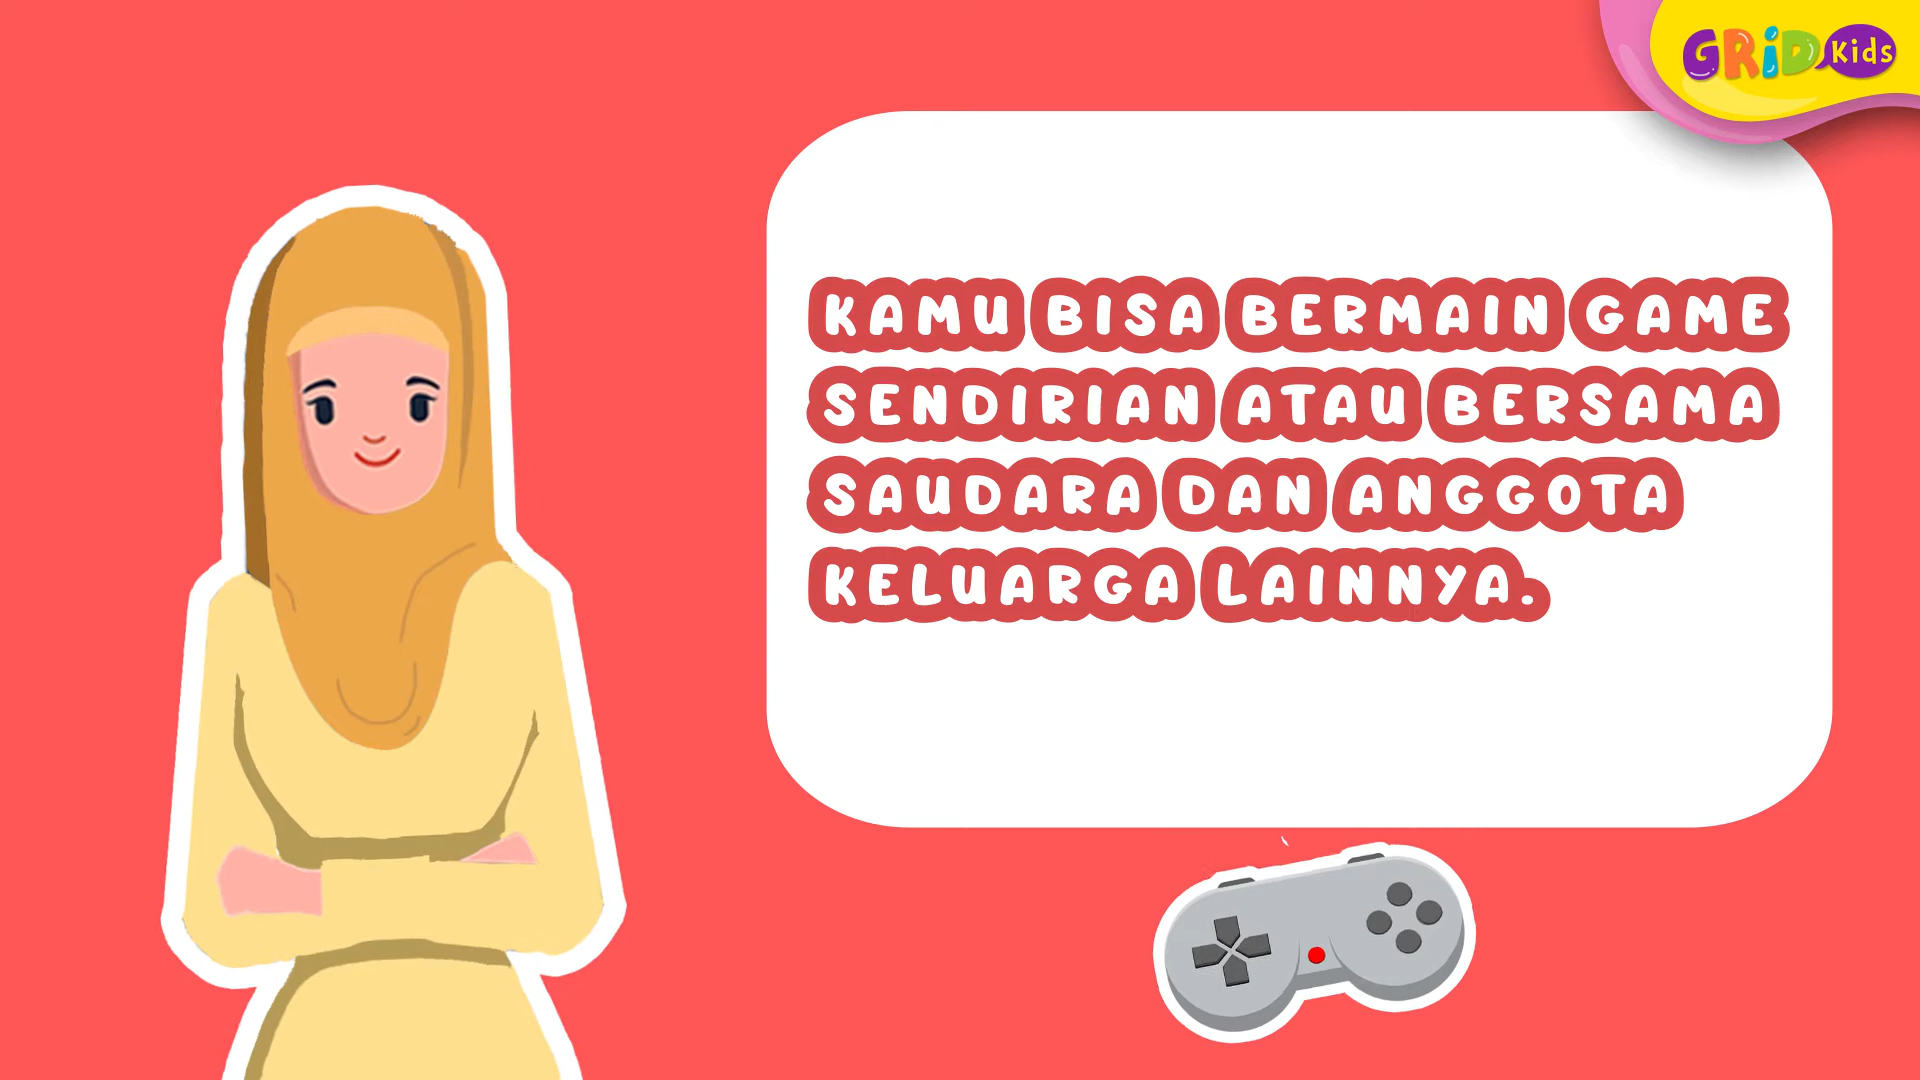 GRiD Kids
KAMU BISA BERMAIN GAME
SENDIRIAN ATAU BERSAMA
SAUDARA DAN ANGGOTA
KELUARGA LAINNYA.